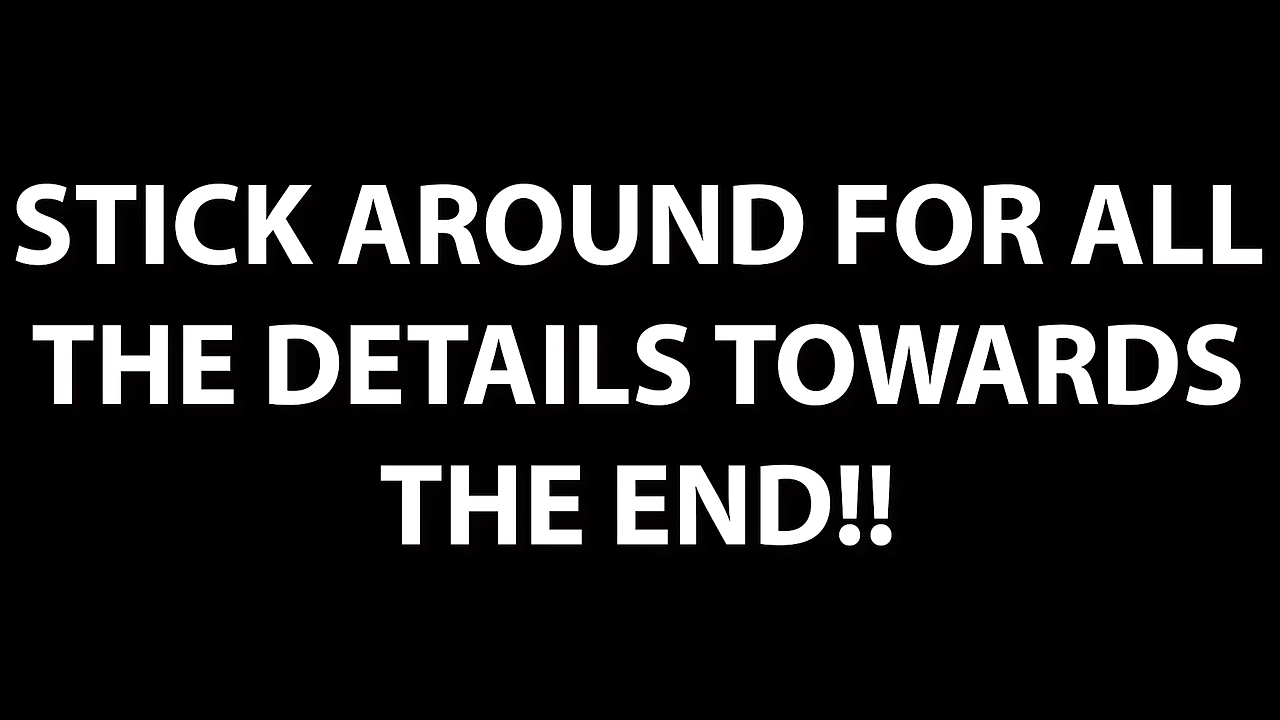 STICK AROUND FOR ALL
THE DETAILS TOWARDS
THE END!!